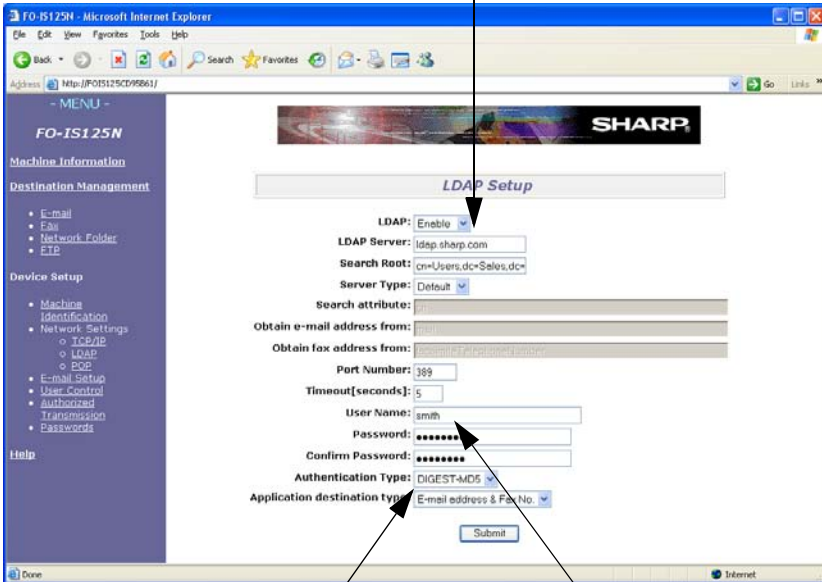 FO-IS125N - Microsoft Internet Explorer
File Edit View Favorites Tools Help
Back Search Favorites
Address http://FOIS125CD95B61/ Go Links »
- MENU -
FO-IS125N
Machine Information
Destination Management
E-mail
Fax
Network Folder
FTP
Device Setup
Machine
Identification
Network Settings
TCP/IP
LDAP
POP
E-mail Setup
User Control
Authorized
Transmission
Passwords
Help
SHARP
LDAP Setup
LDAP: Enable
LDAP Server: ldap.sharp.com
Search Root: cn=Users,dc=Sales,dc=
Server Type: Default
Search attribute: cn
Obtain e-mail address from: mail
Obtain fax address from:
Port Number: 389
Timeout[seconds]: 5
User Name: smith
Password: ●●●●●●●
Confirm Password: ●●●●●●●●
Authentication Type: DIGEST-MD5
Application destination type: E-mail address & Fax No.
Submit
Done Internet